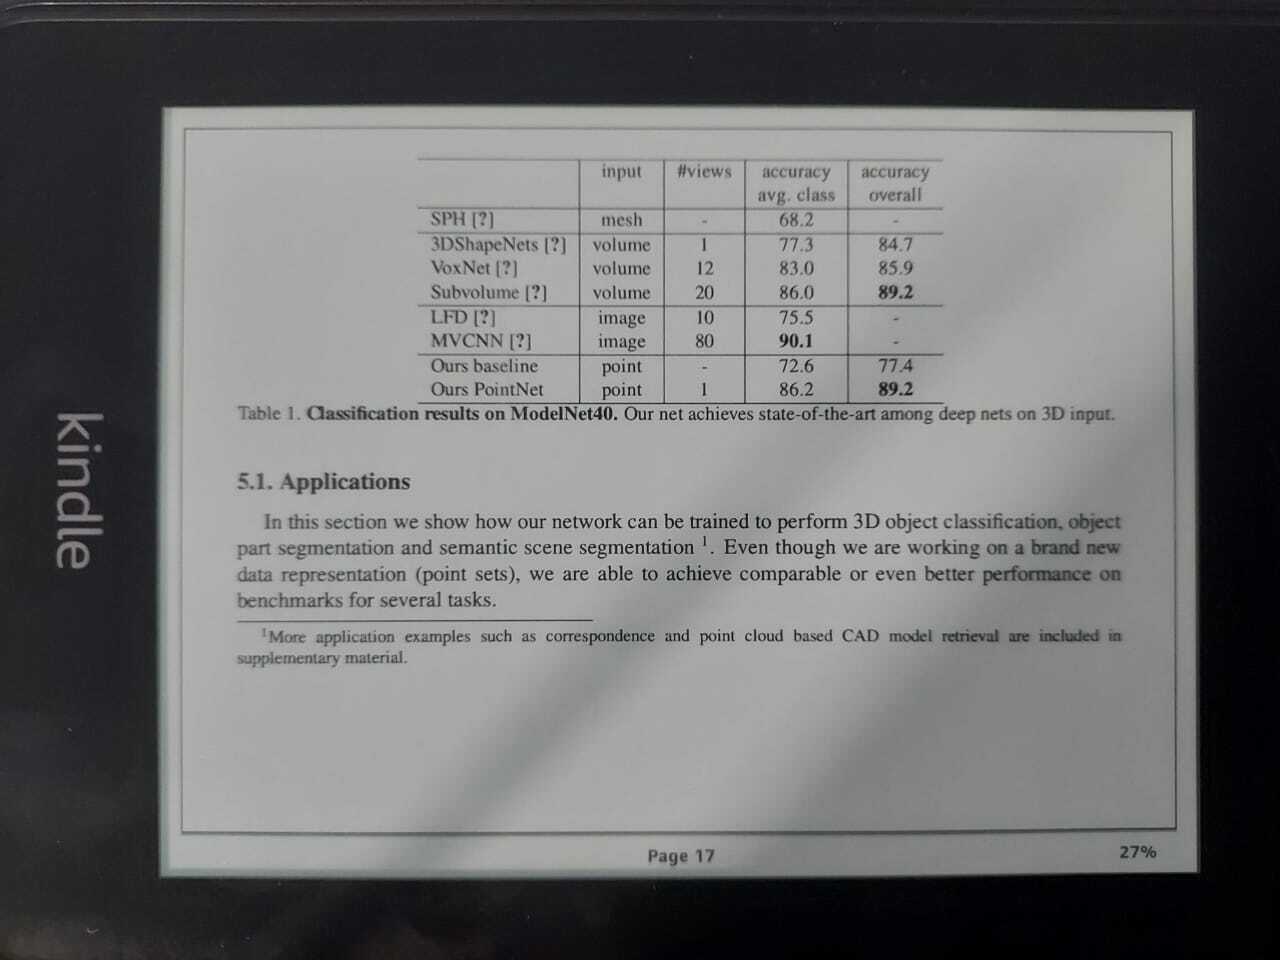 input #views accuracy accuracy
avg. class overall
SPH [?] mesh - 68.2 -
3DShapeNets [?] volume 1 77.3 84.7
VoxNet [?] volume 12 83.0 85.9
Subvolume [?] volume 20 86.0 89.2
LFD [?] image 10 75.5 -
MVCNN [?] image 80 90.1 -
Ours baseline point - 72.6 77.4
Ours PointNet point 1 86.2 89.2
Table 1. Classification results on ModelNet40. Our net achieves state-of-the-art among deep nets on 3D input.
5.1. Applications
In this section we show how our network can be trained to perform 3D object classification, object
part segmentation and semantic scene segmentation 1. Even though we are working on a brand new
data representation (point sets), we are able to achieve comparable or even better performance on
benchmarks for several tasks.
1More application examples such as correspondence and point cloud based CAD model retrieval are included in
supplementary material.
Page 17 27%
kindle